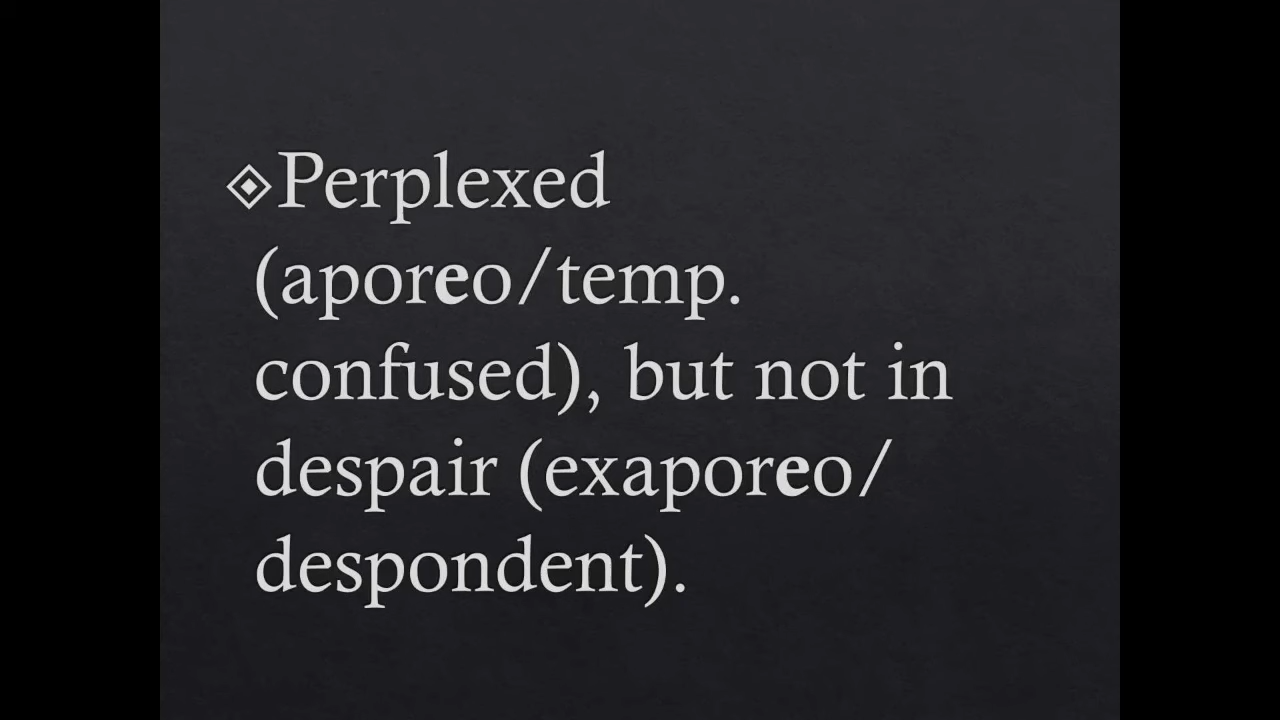 Perplexed
(aporeo/temp.
confused), but not in
despair (exaporeo/
despondent).